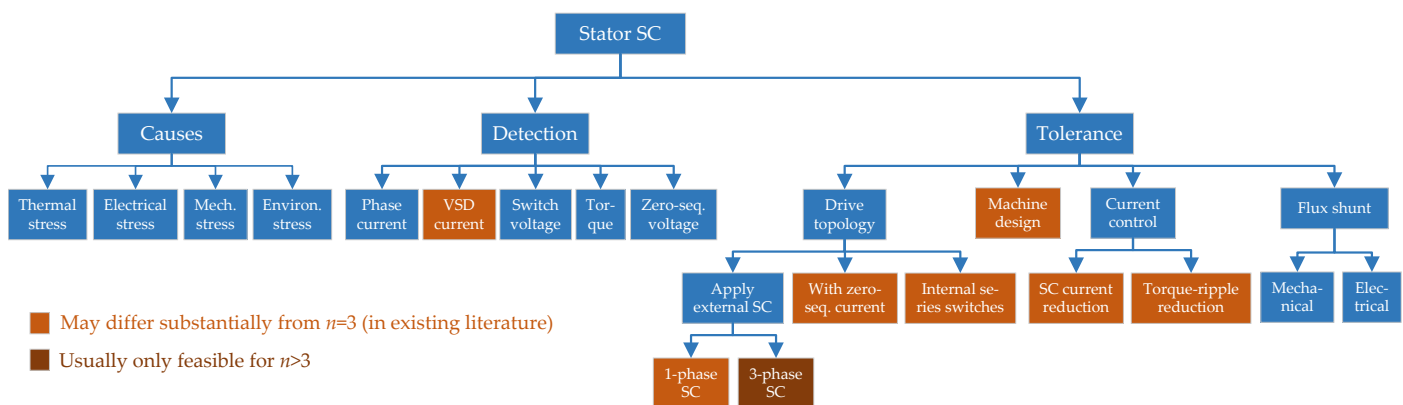 Stator SC
Causes
Detection
Tolerance
Thermal
stress
Electrical
stress
Mech.
stress
Environ.
stress
Phase
current
VSD
current
Switch
voltage
Tor-
que
Zero-seq.
voltage
Drive
topology
Machine
design
Current
control
Flux shunt
Apply
external SC
With zero-
seq. current
Internal se-
ries switches
SC current
reduction
Torque-ripple
reduction
Mecha-
nical
Elec-
trical
1-phase
SC
3-phase
SC
May differ substantially from n=3 (in existing literature)
Usually only feasible for n>3